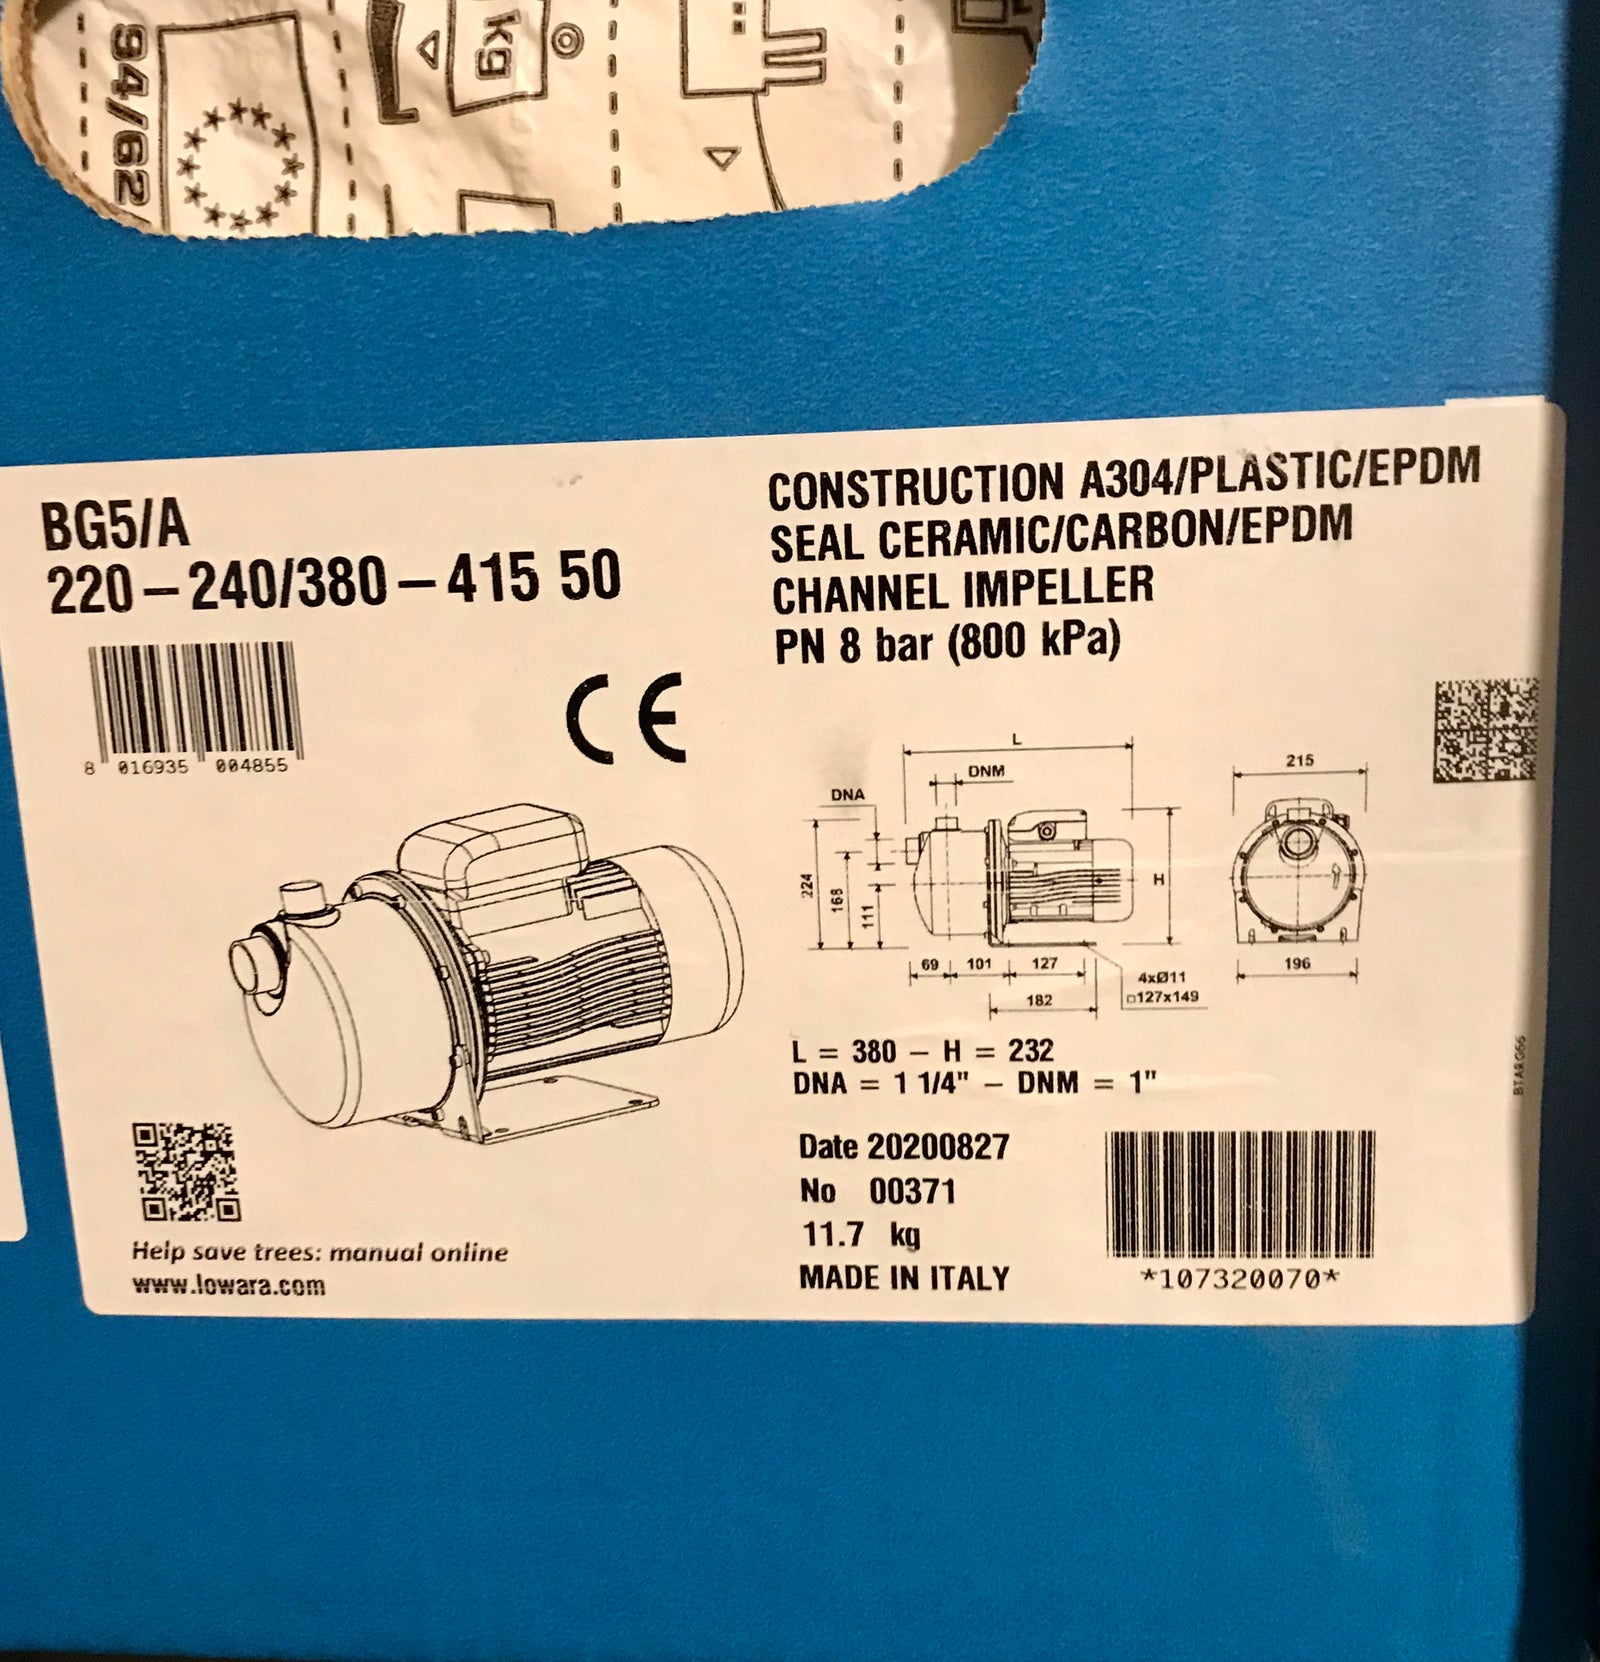 94/62
kg
BG5/A
220 – 240/380 – 415 50
8 016935 004855
CE
CONSTRUCTION A304/PLASTIC/EPDM
SEAL CERAMIC/CARBON/EPDM
CHANNEL IMPELLER
PN 8 bar (800 kPa)
L
DNM
DNA
215
224
168
111
H
69
101
127
182
4xØ11
□127x149
196
L = 380 – H = 232
DNA = 1 1/4" – DNM = 1"
BTARG66
Date 20200827
No 00371
11.7 kg
MADE IN ITALY
*107320070*
Help save trees: manual online
www.lowara.com